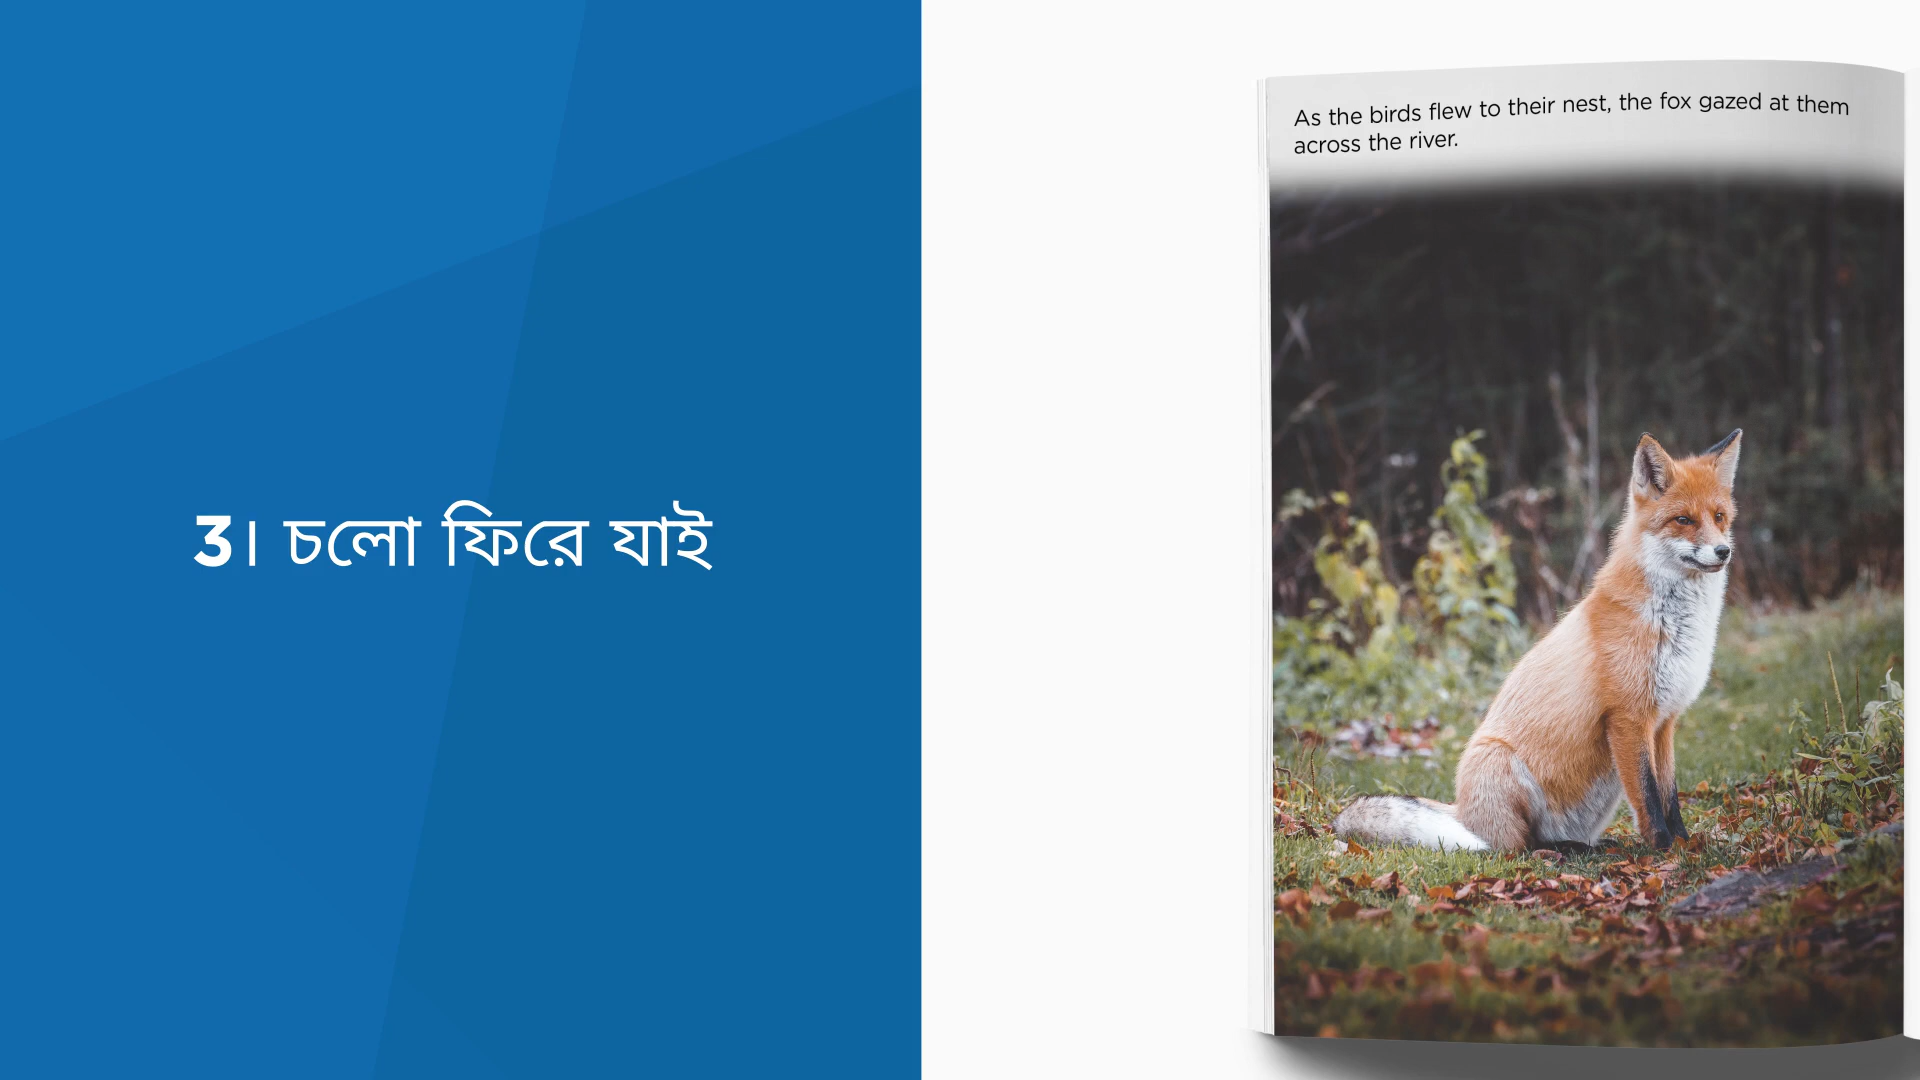 3। চলো ফিরে যাই
As the birds flew to their nest, the fox gazed at them
across the river.